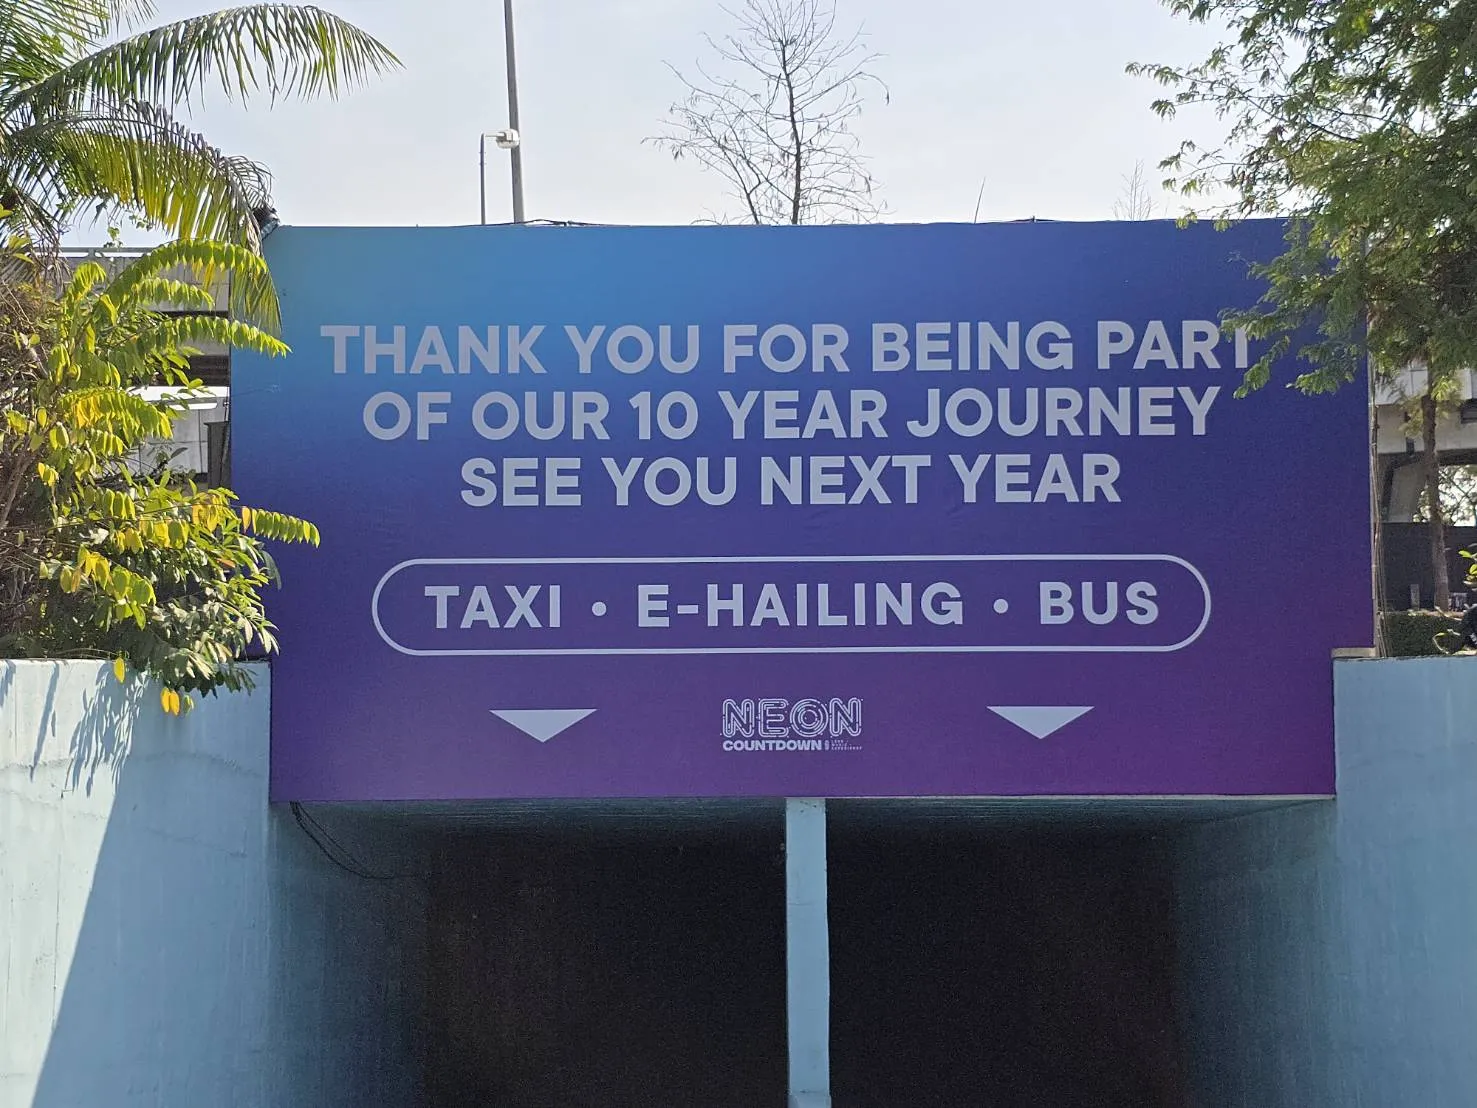 THANK YOU FOR BEING PART
OF OUR 10 YEAR JOURNEY
SEE YOU NEXT YEAR
TAXI • E-HAILING • BUS
NEON
COUNTDOWN